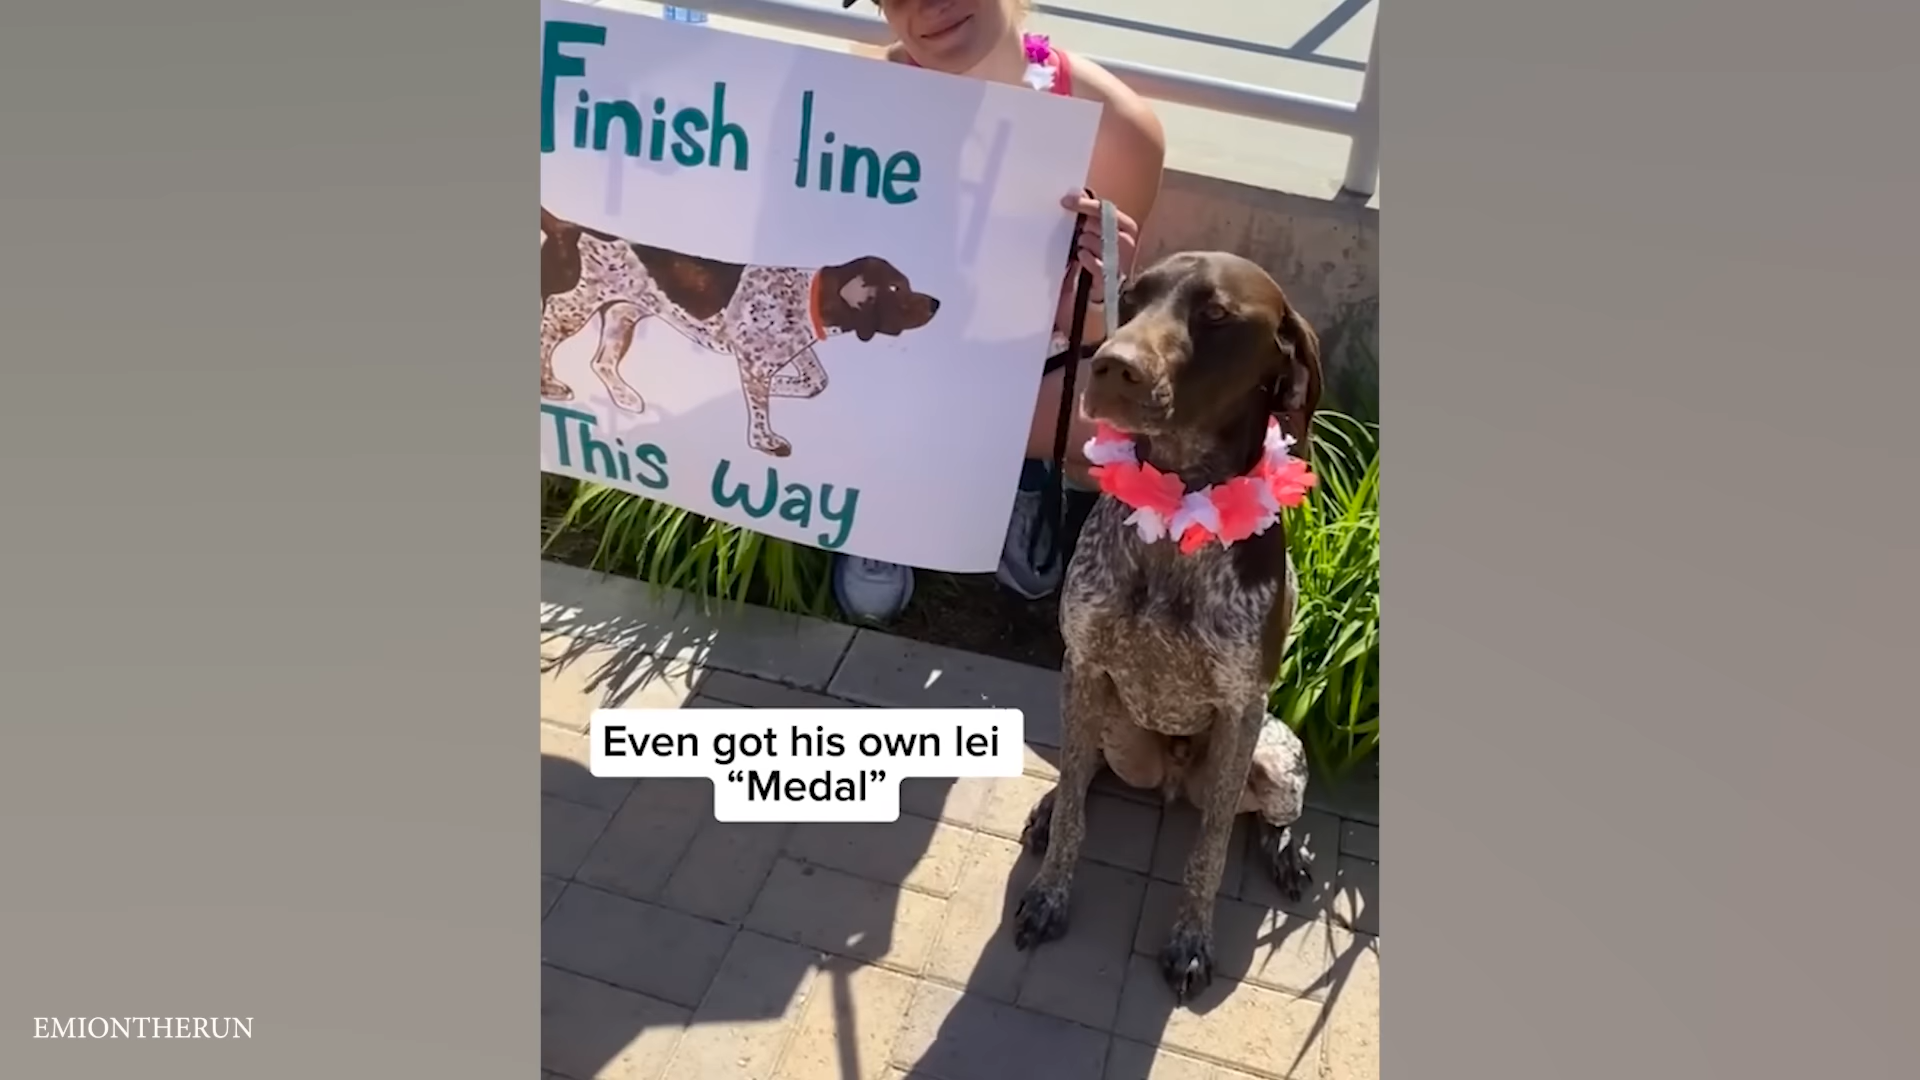 Finish line
This Way
Even got his own lei
“Medal”
EMIONTHERUN